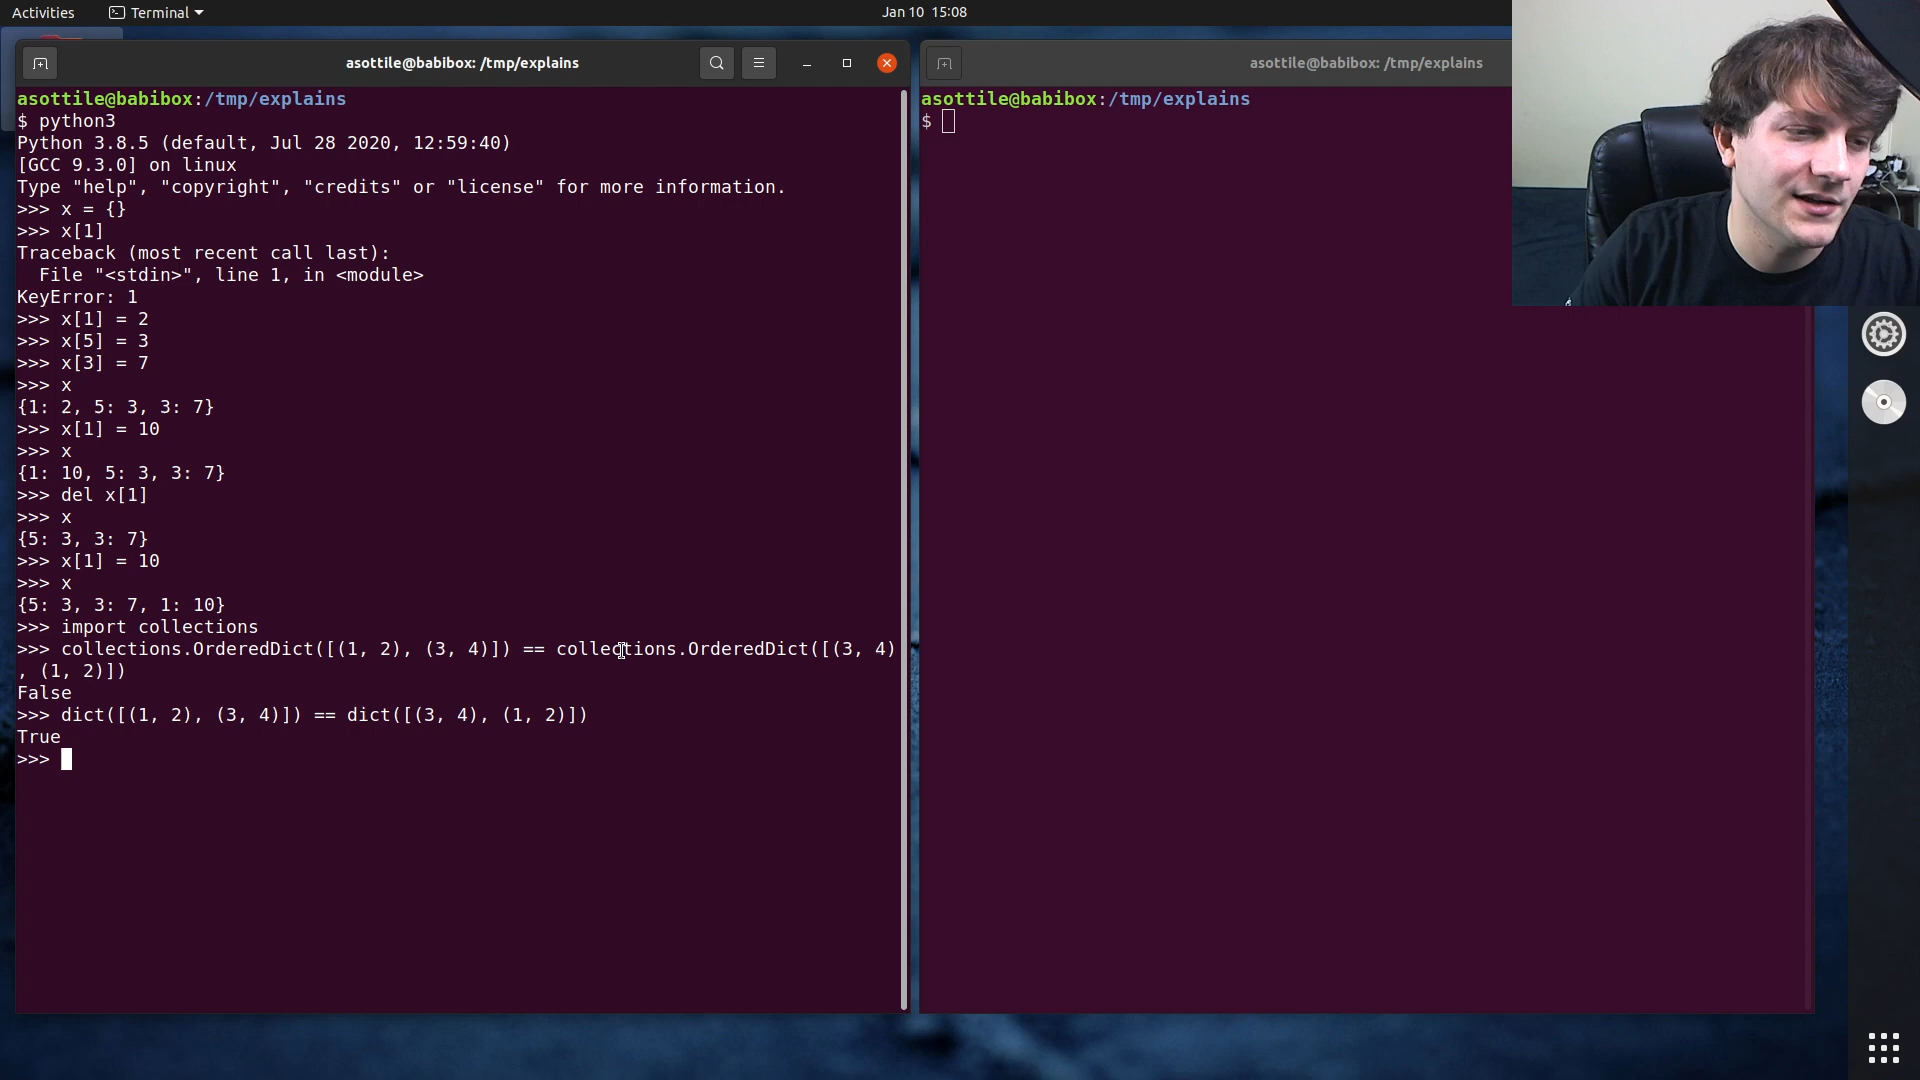 Activities
Terminal
Jan 10 15:08
asottile@babibox: /tmp/explains
asottile@babibox:/tmp/explains
$ python3
Python 3.8.5 (default, Jul 28 2020, 12:59:40)
[GCC 9.3.0] on linux
Type "help", "copyright", "credits" or "license" for more information.
>>> x = {}
>>> x[1]
Traceback (most recent call last):
  File "<stdin>", line 1, in <module>
KeyError: 1
>>> x[1] = 2
>>> x[5] = 3
>>> x[3] = 7
>>> x
{1: 2, 5: 3, 3: 7}
>>> x[1] = 10
>>> x
{1: 10, 5: 3, 3: 7}
>>> del x[1]
>>> x
{5: 3, 3: 7}
>>> x[1] = 10
>>> x
{5: 3, 3: 7, 1: 10}
>>> import collections
>>> collections.OrderedDict([(1, 2), (3, 4)]) == collections.OrderedDict([(3, 4)
, (1, 2)])
False
>>> dict([(1, 2), (3, 4)]) == dict([(3, 4), (1, 2)])
True
>>>
asottile@babibox: /tmp/explains
asottile@babibox:/tmp/explains
$